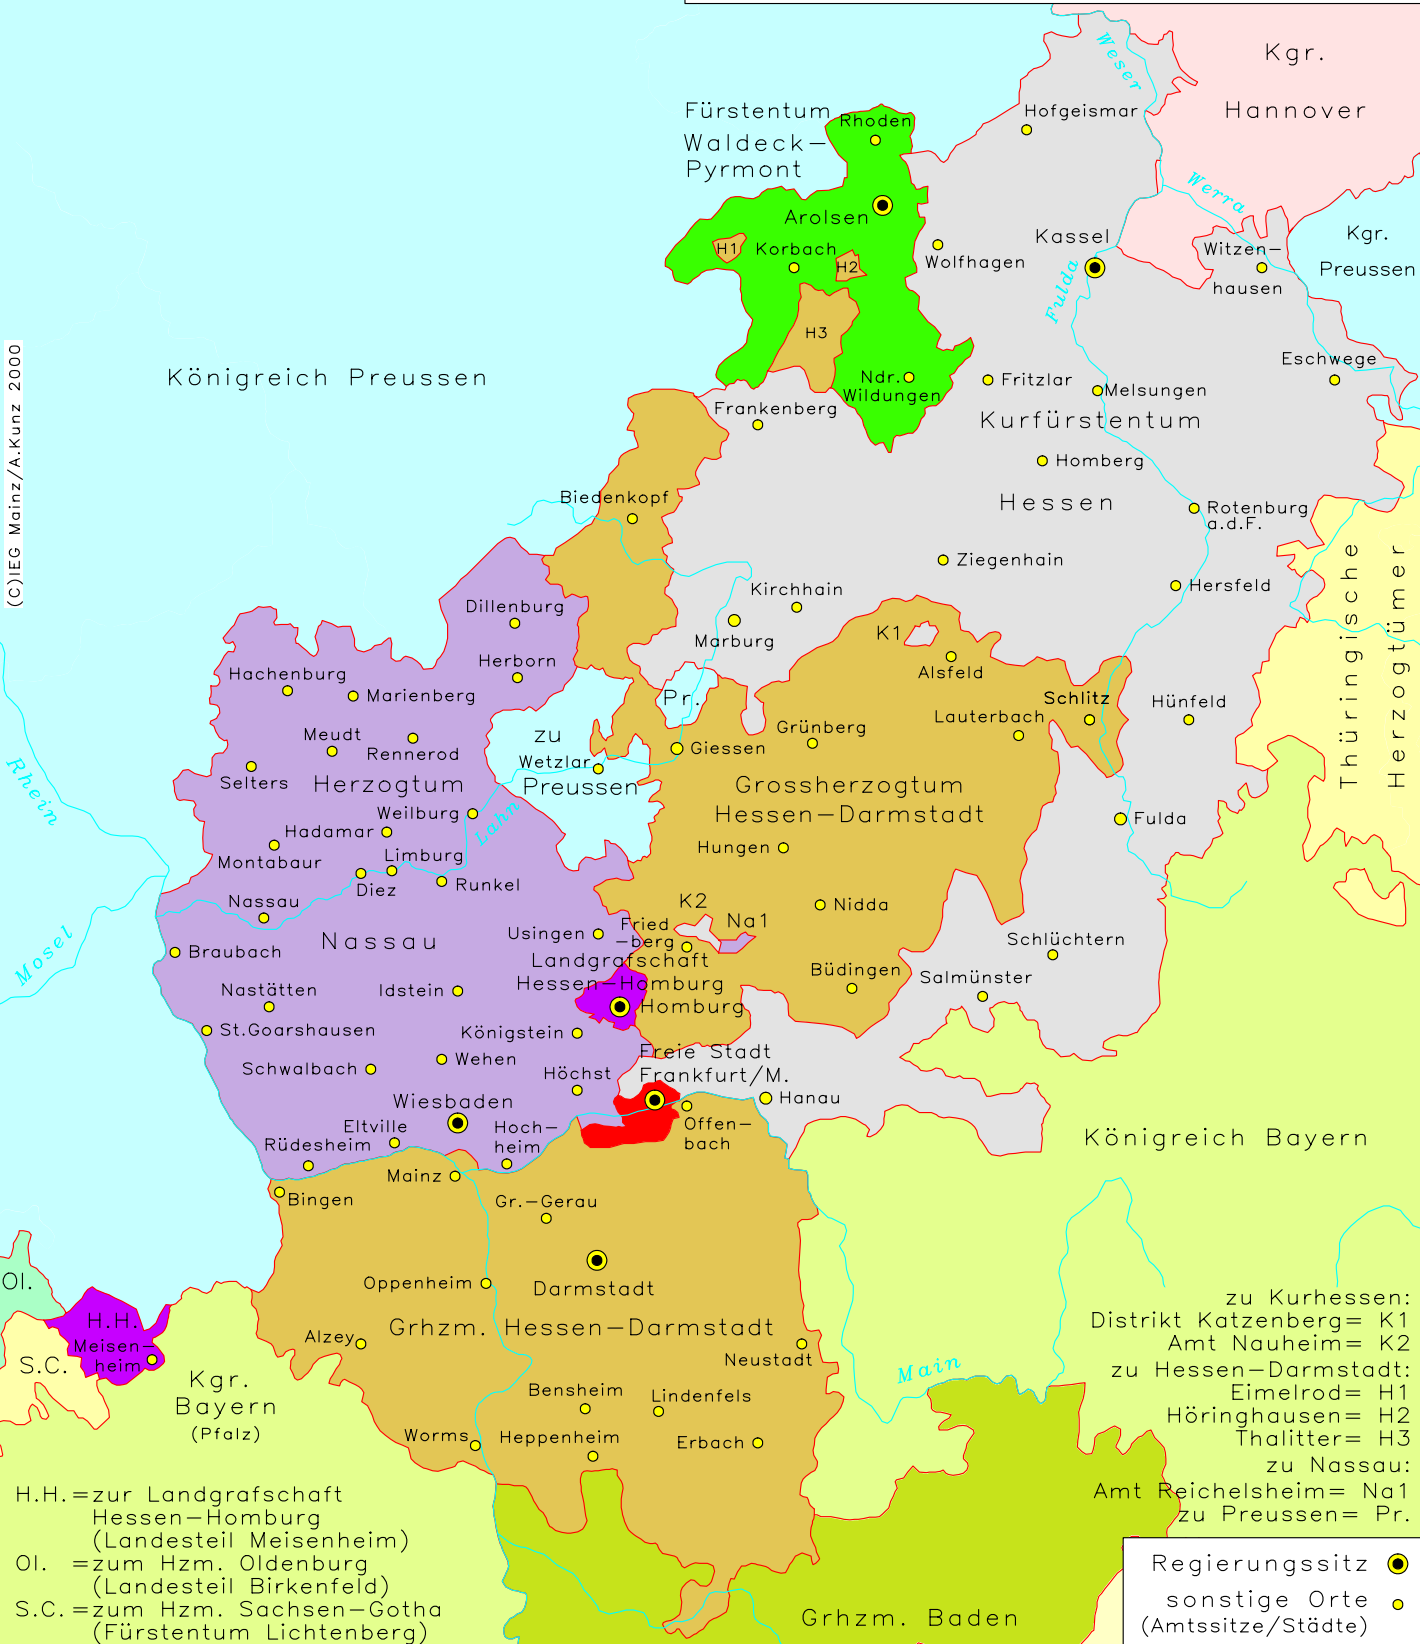 Kgr.
Hannover
Weser
Hofgeismar
Fürstentum
Waldeck-
Pyrmont
Rhoden
Werra
Arolsen
Kassel
Kgr.
Preussen
H1
Korbach
H2
Wolfhagen
Fulda
Witzen-
hausen
H3
Königreich Preussen
Eschwege
Ndr.
Wildungen
Fritzlar
Melsungen
Frankenberg
Kurfürstentum
Hessen
Homberg
Biedenkopf
Rotenburg
a.d.F.
(C)IEG Mainz/A.Kunz 2000
Ziegenhain
Hersfeld
Thüringische
Herzogtümer
Kirchhain
Marburg
Dillenburg
K1
Alsfeld
Herborn
Hachenburg
Marienberg
Pr.
Schlitz
Hünfeld
Lauterbach
Grünberg
Giessen
Meudt
Rennerod
zu
Wetzlar
Preussen
Selters
Herzogtum
Grossherzogtum
Hessen-Darmstadt
Rhein
Weilburg
Lahn
Fulda
Hadamar
Montabaur
Limburg
Diez
Runkel
Hungen
Nassau
K2
Na1
Nidda
Mosel
Nassau
Usingen
Fried
-berg
Braubach
Landgrafschaft
Hessen-Homburg
Homburg
Schlüchtern
Büdingen
Salmünster
Nastätten
Idstein
St.Goarshausen
Königstein
Schwalbach
Wehen
Freie Stadt
Frankfurt/M.
Höchst
Hanau
Wiesbaden
Offen-
bach
Eltville
Hoch-
heim
Rüdesheim
Königreich Bayern
Mainz
Bingen
Gr.-Gerau
Ol.
Oppenheim
Darmstadt
H.H.
Meisen-
heim
S.C.
Alzey
Grhzm. Hessen-Darmstadt
Neustadt
Main
Kgr.
Bayern
(Pfalz)
Bensheim
Lindenfels
Worms
Heppenheim
Erbach
zu Kurhessen:
Distrikt Katzenberg= K1
Amt Nauheim= K2
zu Hessen-Darmstadt:
Eimelrod= H1
Höringhausen= H2
Thalitter= H3
zu Nassau:
Amt Reichelsheim= Na1
zu Preussen= Pr.
H.H.=zur Landgrafschaft
Hessen-Homburg
(Landesteil Meisenheim)
Ol. =zum Hzm. Oldenburg
(Landesteil Birkenfeld)
S.C.=zum Hzm. Sachsen-Gotha
(Fürstentum Lichtenberg)
Grhzm. Baden
Regierungssitz
sonstige Orte
(Amtssitze/Städte)